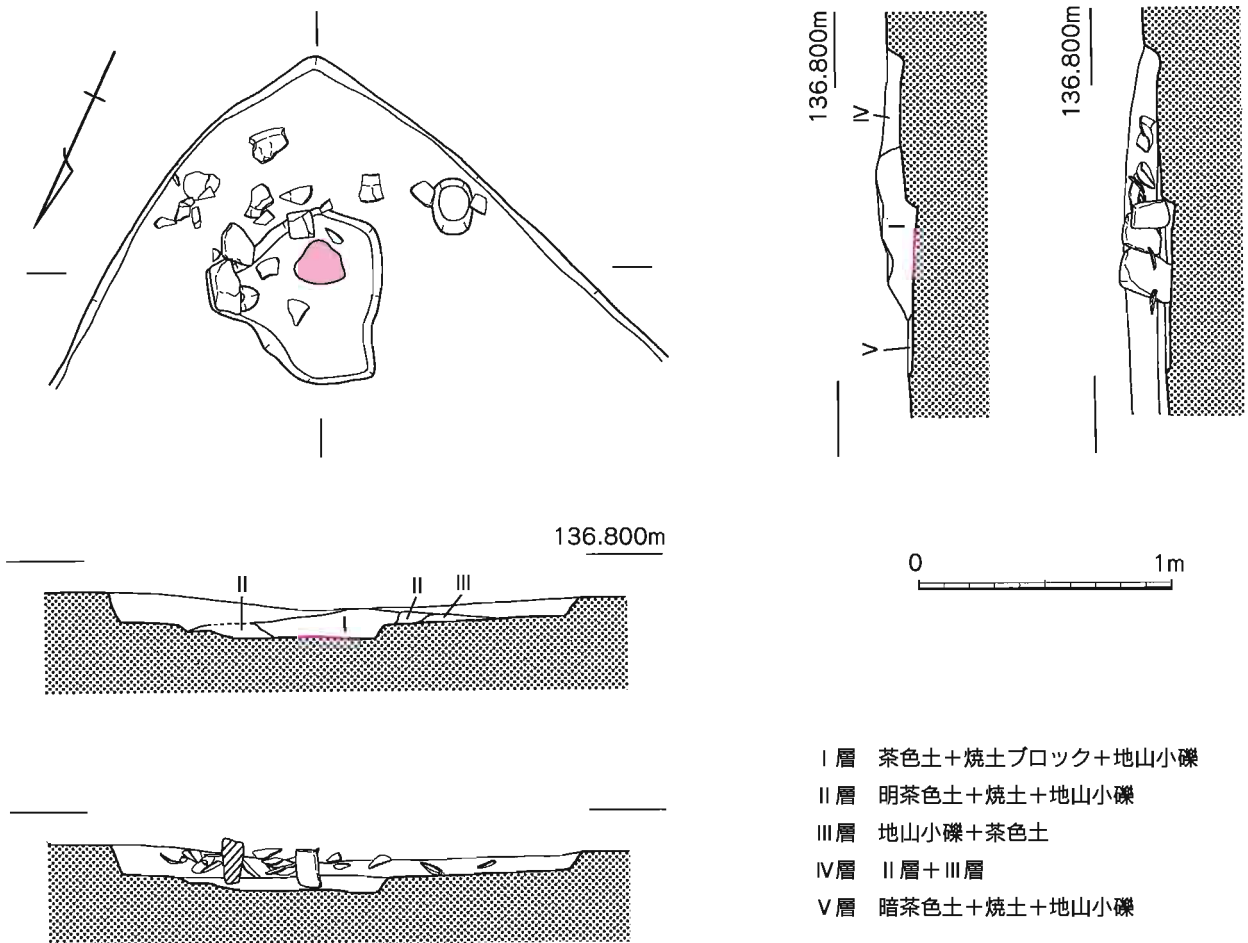 136.800m
136.800m
Ⅳ
Ⅰ
Ⅴ
136.800m
Ⅱ
Ⅰ
Ⅱ
Ⅲ
0 1m
Ⅰ層 茶色土+焼土ブロック+地山小礫
Ⅱ層 明茶色土+焼土+地山小礫
Ⅲ層 地山小礫+茶色土
Ⅳ層 Ⅱ層+Ⅲ層
Ⅴ層 暗茶色土+焼土+地山小礫